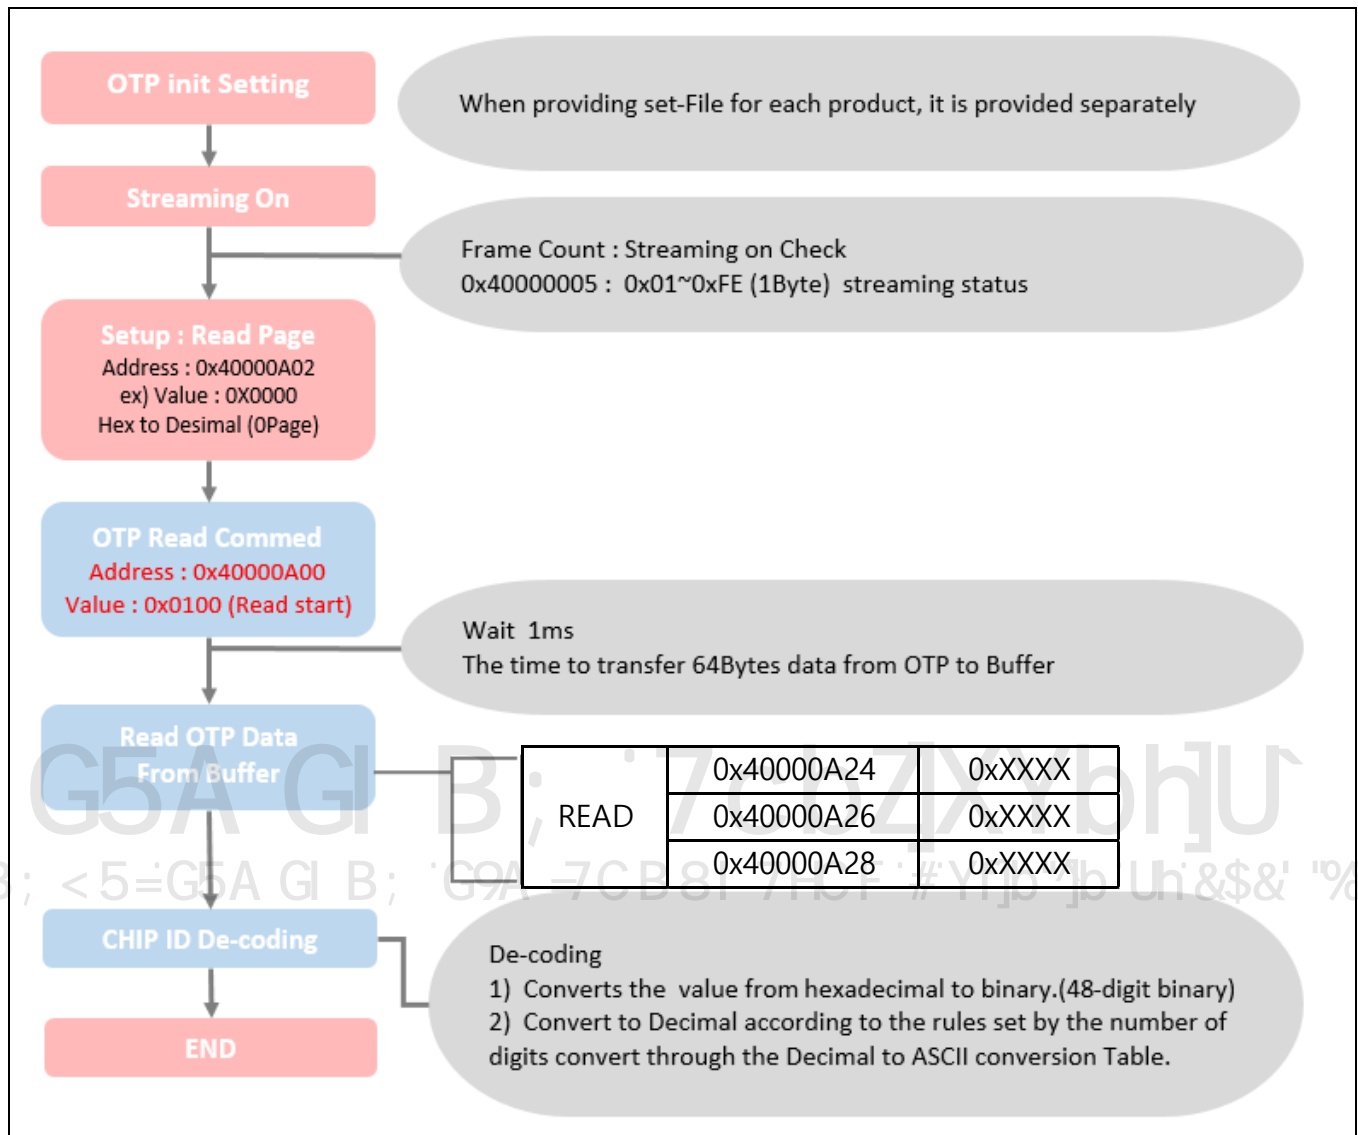 OTP init Setting
When providing set-File for each product, it is provided separately
Streaming On
Frame Count : Streaming on Check
0x40000005 : 0x01~0xFE (1Byte) streaming status
Setup : Read Page
Address : 0x40000A02
ex) Value : 0X0000
Hex to Desimal (0Page)
OTP Read Commed
Address : 0x40000A00
Value : 0x0100 (Read start)
Wait 1ms
The time to transfer 64Bytes data from OTP to Buffer
Read OTP Data
From Buffer
READ
0x40000A24 0xXXXX
0x40000A26 0xXXXX
0x40000A28 0xXXXX
CHIP ID De-coding
De-coding
1) Converts the value from hexadecimal to binary.(48-digit binary)
2) Convert to Decimal according to the rules set by the number of
digits convert through the Decimal to ASCII conversion Table.
END